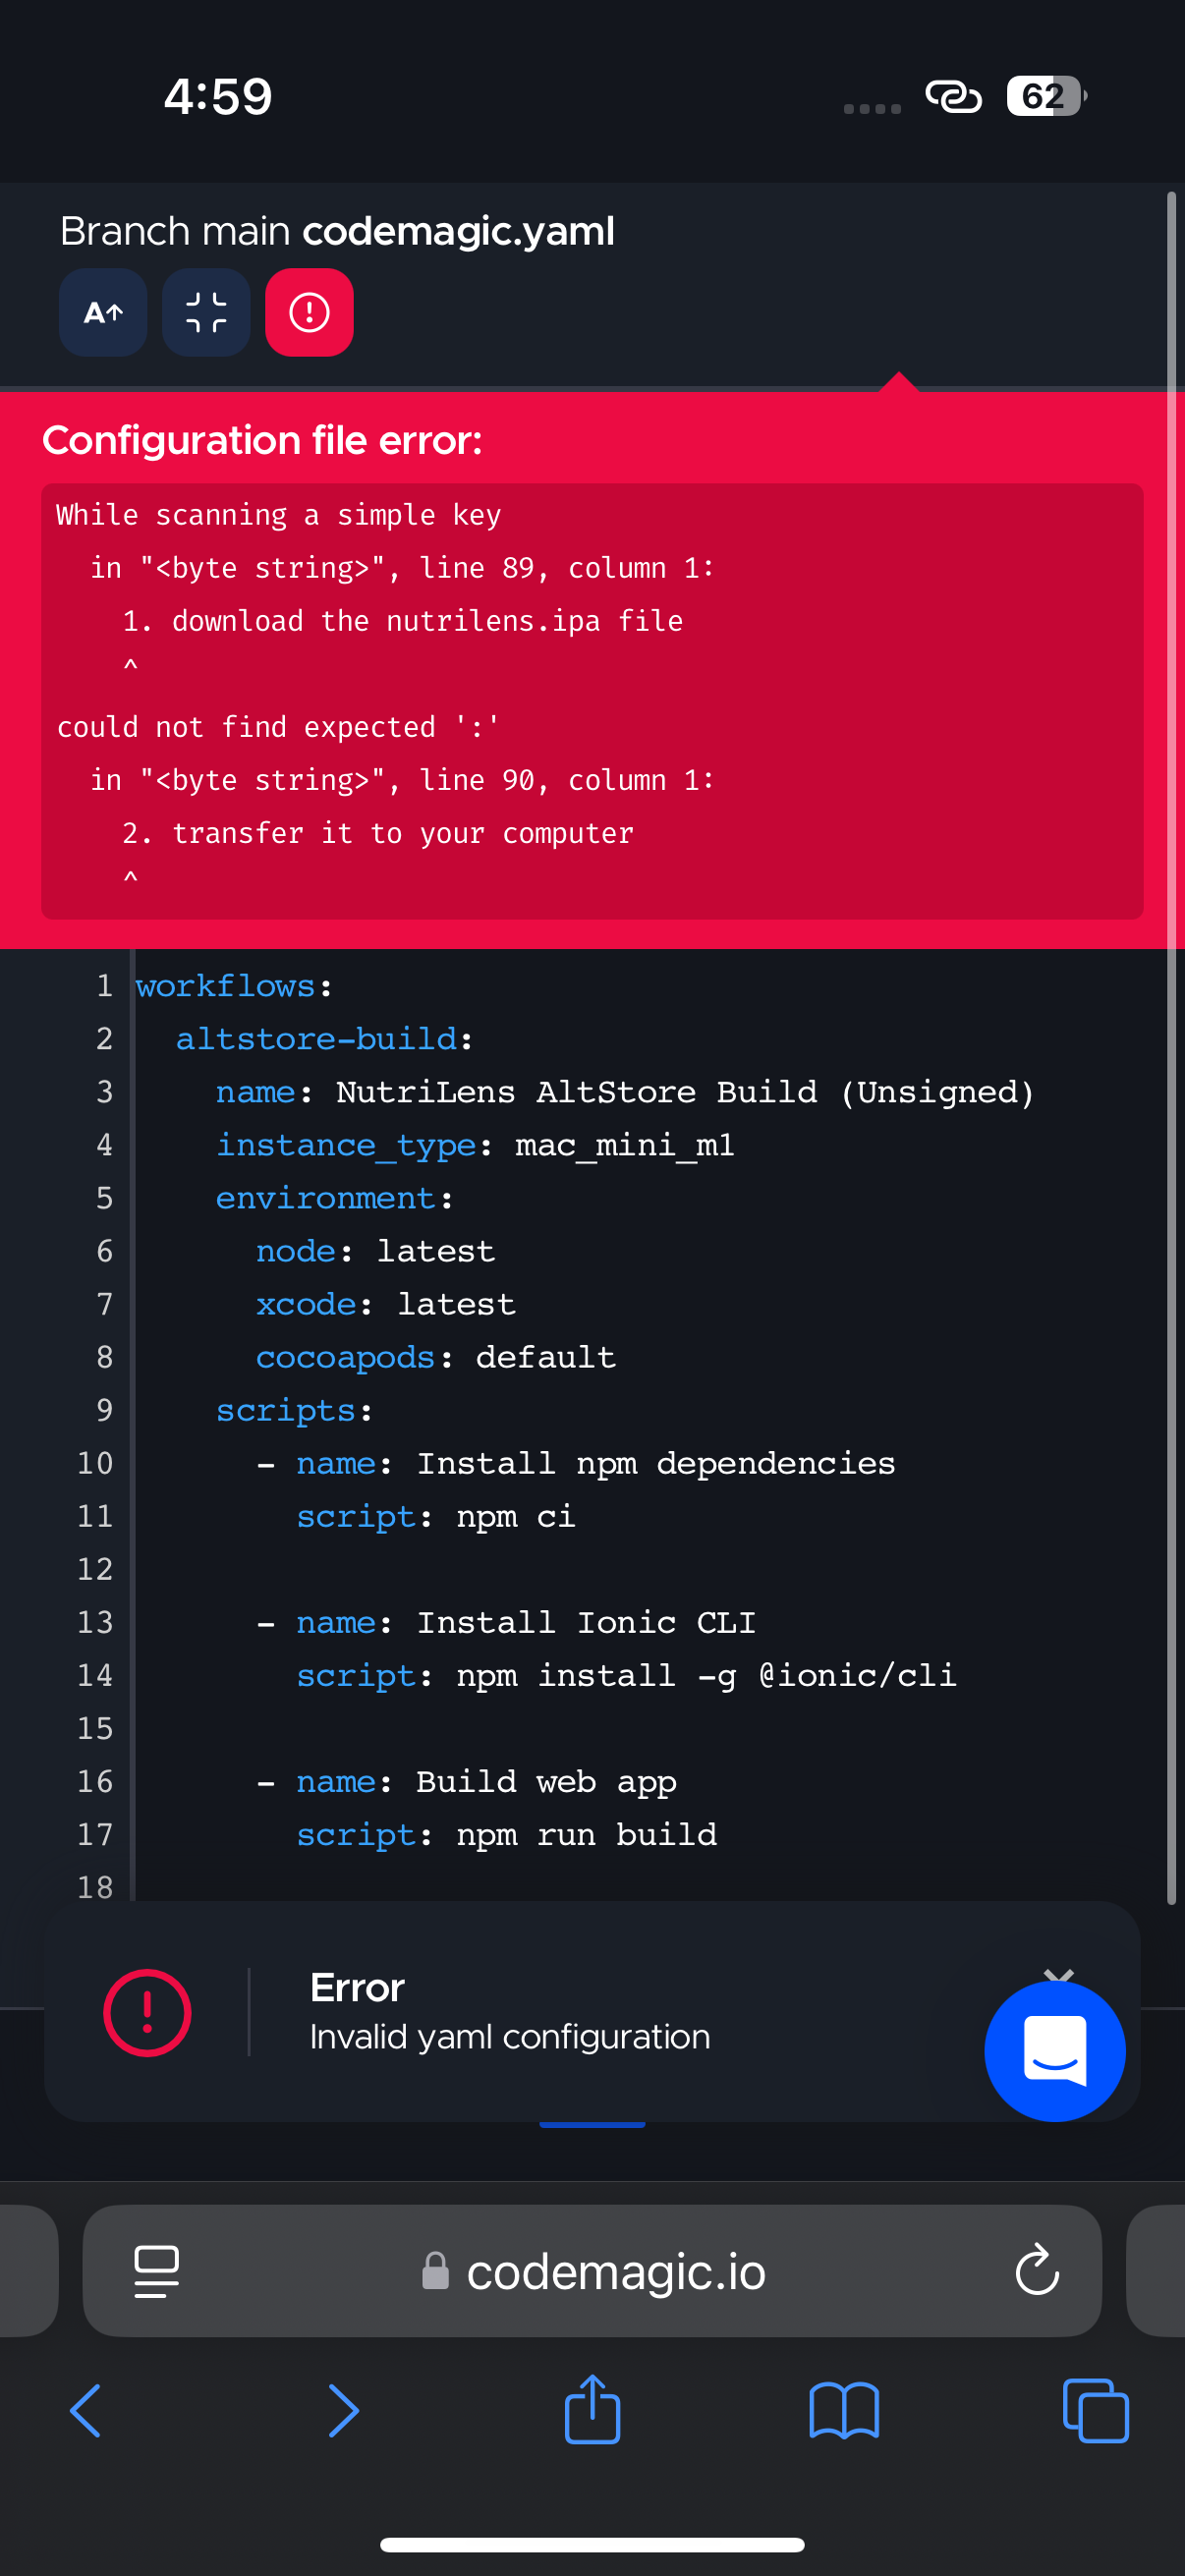 4:59
62
Branch main codemagic.yaml
A↑
Configuration file error:
While scanning a simple key
in "<byte string>", line 89, column 1:
1. download the nutrilens.ipa file
^
could not find expected ':'
in "<byte string>", line 90, column 1:
2. transfer it to your computer
^
1 workflows:
2 altstore-build:
3 name: NutriLens AltStore Build (Unsigned)
4 instance_type: mac_mini_m1
5 environment:
6 node: latest
7 xcode: latest
8 cocoapods: default
9 scripts:
10 - name: Install npm dependencies
11 script: npm ci
12
13 - name: Install Ionic CLI
14 script: npm install -g @ionic/cli
15
16 - name: Build web app
17 script: npm run build
18
Error
Invalid yaml configuration
codemagic.io